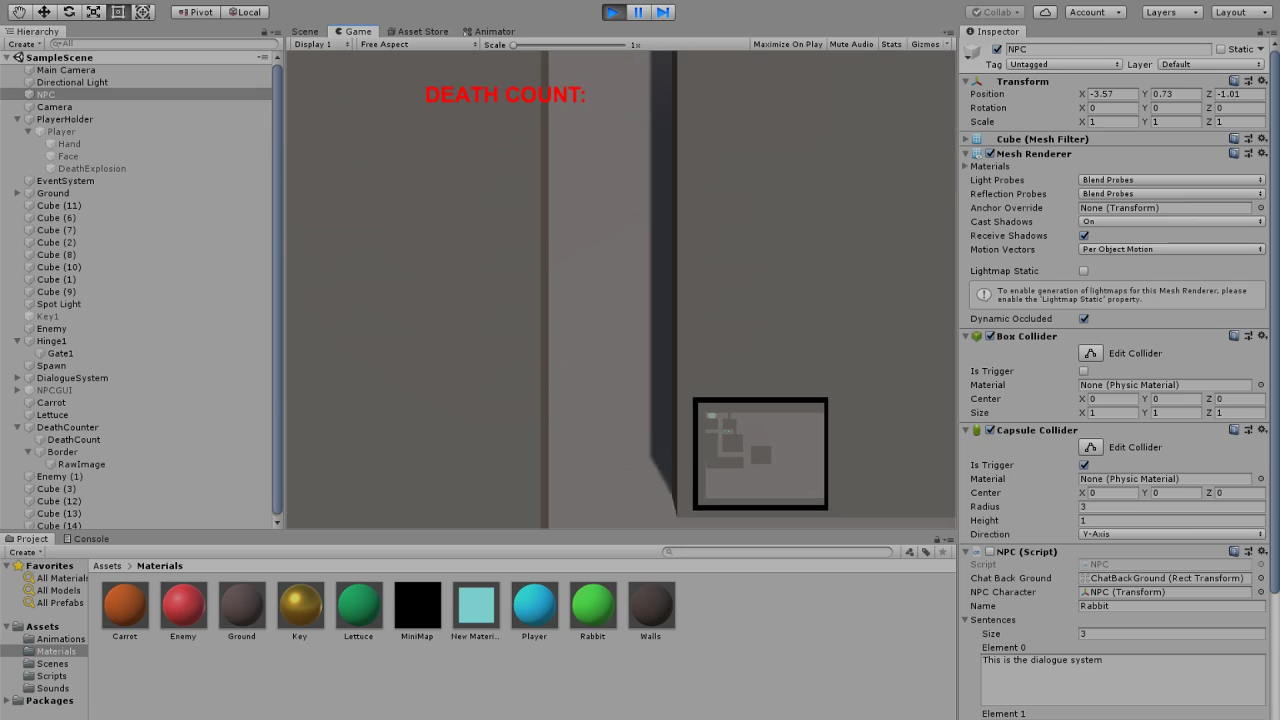 Pivot Local Collab Account Layers Layout
Hierarchy Scene Game Asset Store Animator Inspector
Create All Display 1 Free Aspect Scale 1x Maximize On Play Mute Audio Stats Gizmos NPC Static
SampleScene Tag Untagged Layer Default
Main Camera
Directional Light Transform
NPC DEATH COUNT: Position X -3.57 Y 0.73 Z -1.01
Camera Rotation X 0 Y 0 Z 0
PlayerHolder Scale X 1 Y 1 Z 1
Player
Hand Cube (Mesh Filter)
Face Mesh Renderer
DeathExplosion Materials
EventSystem Light Probes Blend Probes
Ground Reflection Probes Blend Probes
Cube (11) Anchor Override None (Transform)
Cube (6) Cast Shadows On
Cube (7) Receive Shadows
Cube (2) Motion Vectors Per Object Motion
Cube (8)
Cube (10) Lightmap Static
Cube (1)
Cube (9) To enable generation of lightmaps for this Mesh Renderer, please
Spot Light enable the 'Lightmap Static' property.
Key1 Dynamic Occluded
Enemy
Hinge1 Box Collider
Gate1 Edit Collider
Spawn Is Trigger
DialogueSystem Material None (Physic Material)
NPCGUI Center X 0 Y 0 Z 0
Carrot Size X 1 Y 1 Z 1
Lettuce
DeathCounter Capsule Collider
DeathCount Edit Collider
Border Is Trigger
RawImage Material None (Physic Material)
Enemy (1) Center X 0 Y 0 Z 0
Cube (3) Radius 3
Cube (12) Height 1
Cube (13) Direction Y-Axis
Cube (14)
Project Console
Create NPC (Script)
Favorites Assets Materials Script NPC
All Materials Chat Back Ground ChatBackGround (Rect Transform)
All Models NPC Character NPC (Transform)
All Prefabs Name Rabbit
Sentences
Assets Size 3
Animations Carrot Enemy Ground Key Lettuce MiniMap New Materi... Player Rabbit Walls
Materials Element 0
Scenes This is the dialogue system
Scripts
Sounds
Packages
Element 1